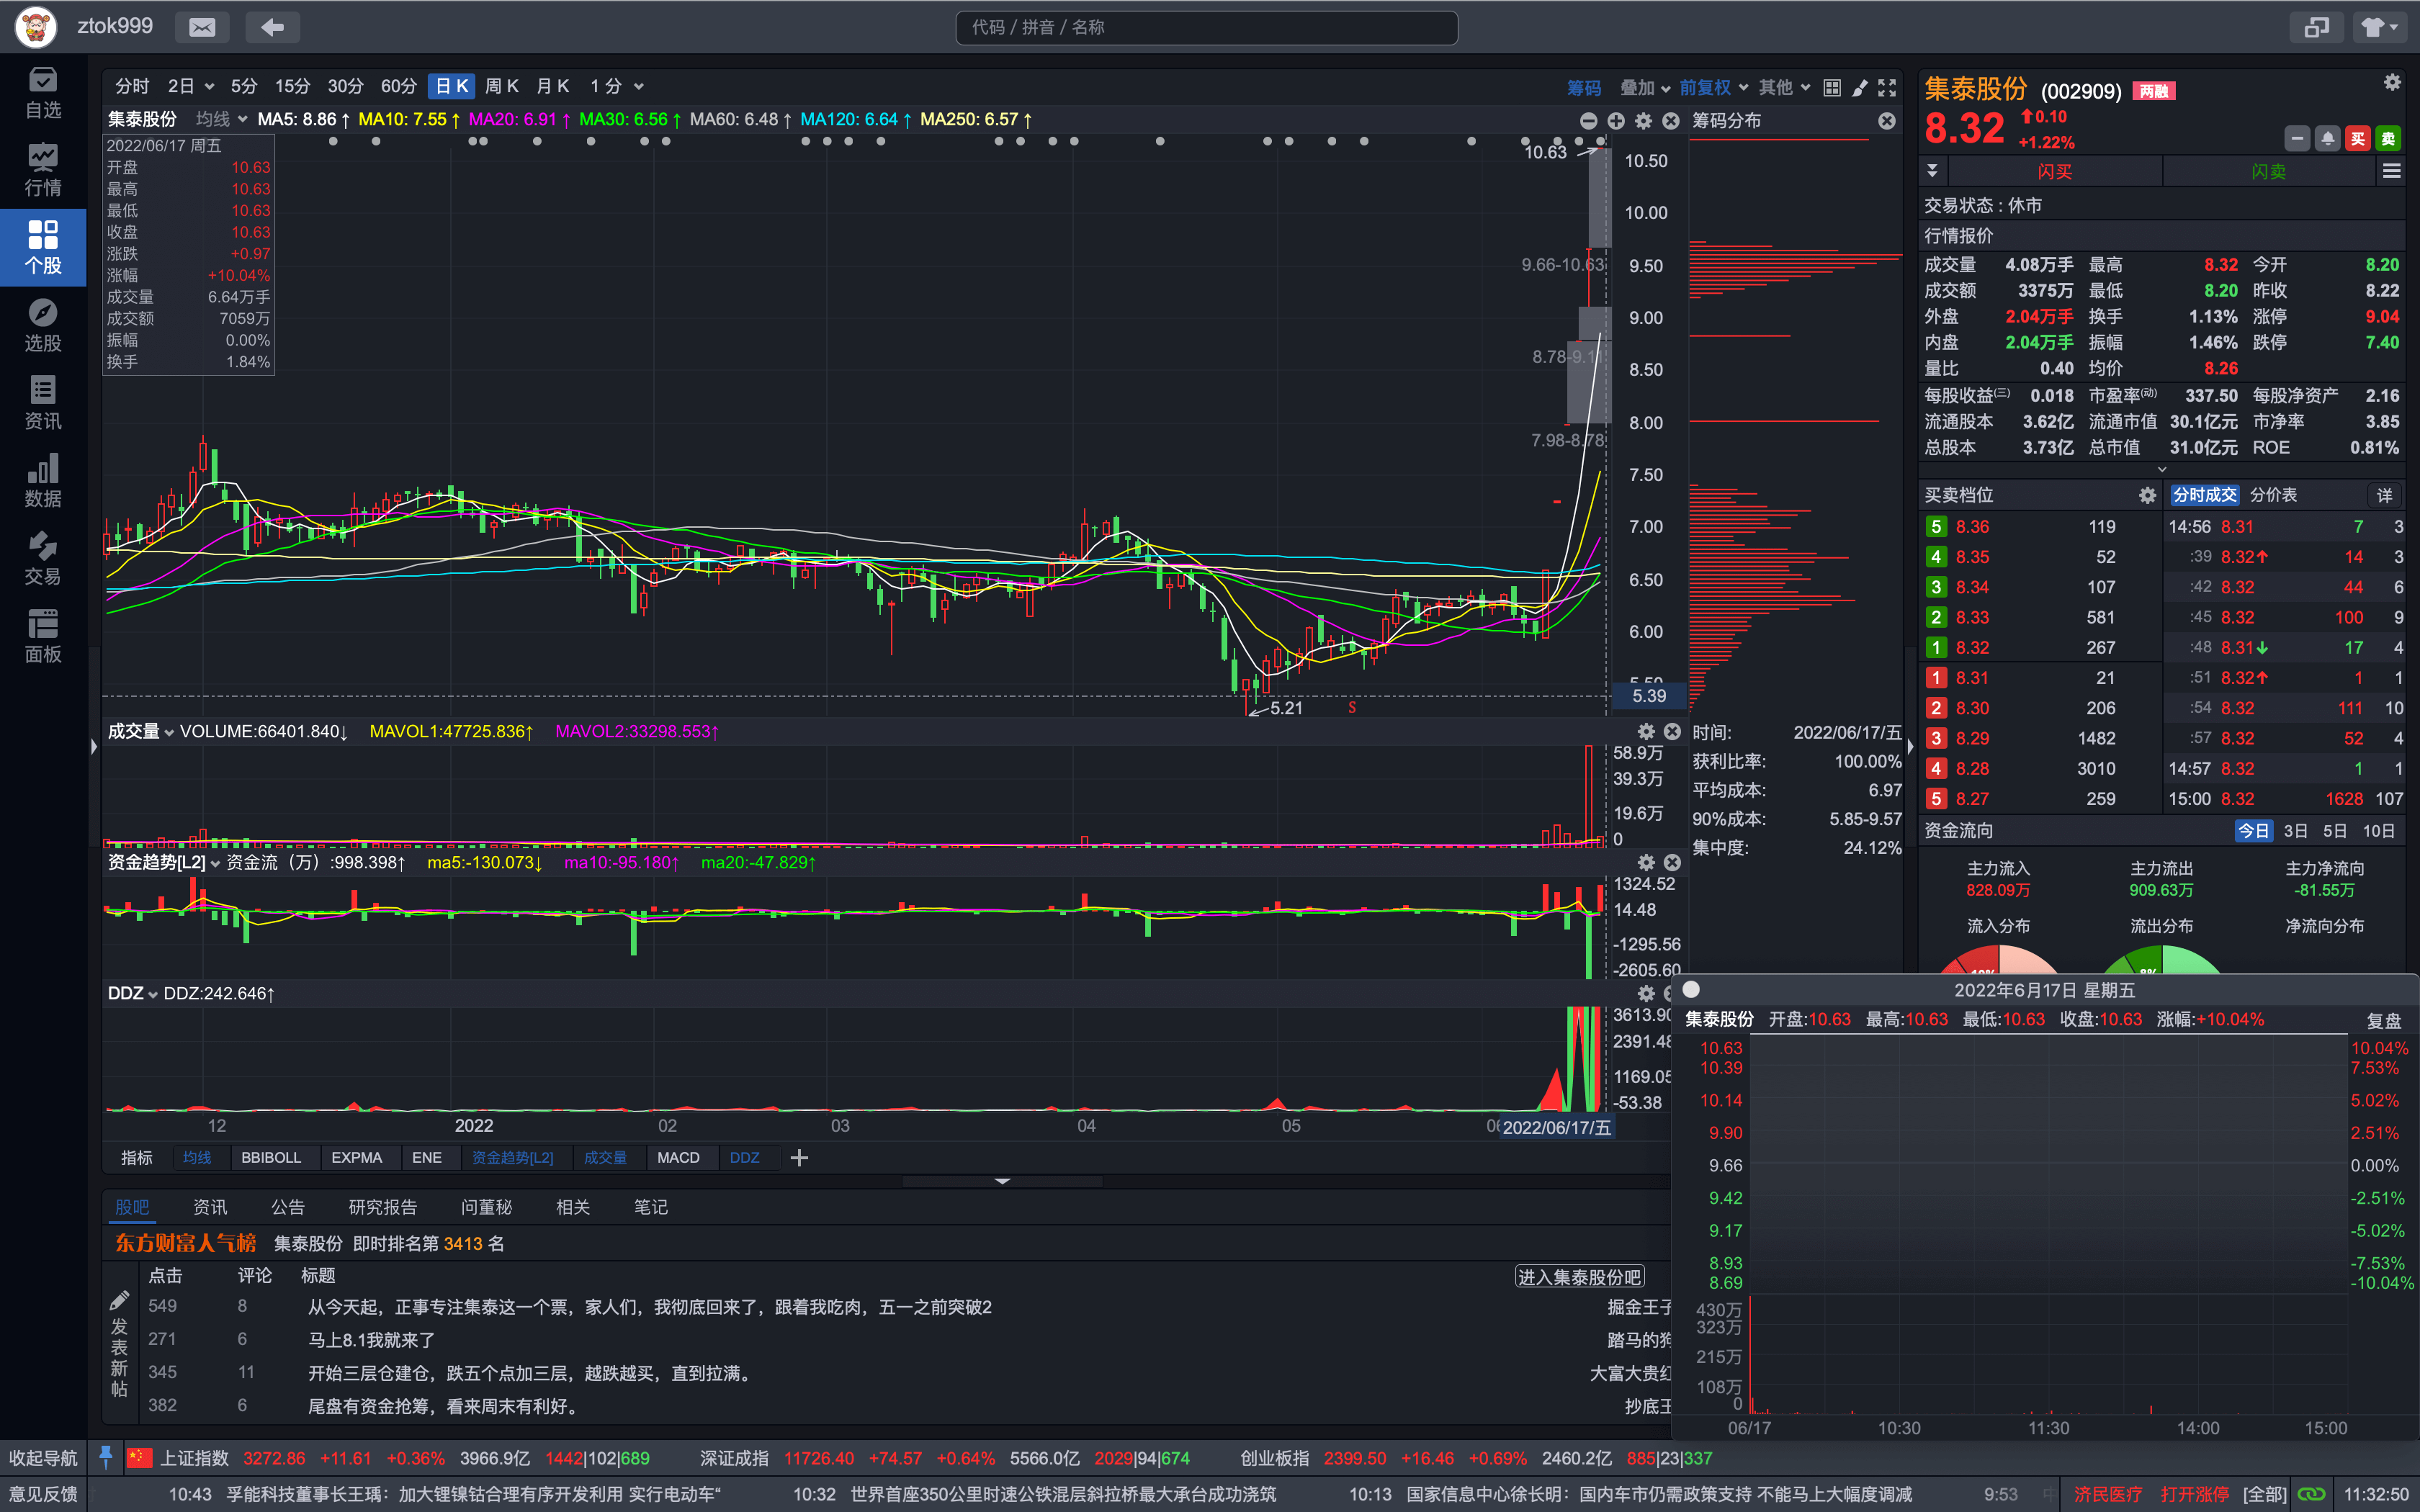 ztok999
代码 / 拼音 / 名称
自选
行情
个股
选股
资讯
数据
交易
面板
分时 2日 5分 15分 30分 60分 日K 周K 月K 1分
筹码 叠加 前复权 其他
集泰股份 均线 MA5: 8.86↑ MA10: 7.55↑ MA20: 6.91↑ MA30: 6.56↑ MA60: 6.48↑ MA120: 6.64↑ MA250: 6.57↑
筹码分布
2022/06/17 周五
开盘 10.63
最高 10.63
最低 10.63
收盘 10.63
涨跌 +0.97
涨幅 +10.04%
成交量 6.64万手
成交额 7059万
振幅 0.00%
换手 1.84%
10.63
9.66-10.63
8.78-9.1
7.98-8.78
5.21
S
10.50
10.00
9.50
9.00
8.50
8.00
7.50
7.00
6.50
6.00
5.50
5.39
成交量 VOLUME:66401.840↓ MAVOL1:47725.836↑ MAVOL2:33298.553↑
58.9万
39.3万
19.6万
0
资金趋势[L2] 资金流（万）:998.398↑ ma5:-130.073↓ ma10:-95.180↑ ma20:-47.829↑
1324.52
14.48
-1295.56
-2605.60
DDZ DDZ:242.646↑
3613.90
2391.48
1169.05
-53.38
12 2022 02 03 04 05 06 2022/06/17/五
时间: 2022/06/17/五
获利比率: 100.00%
平均成本: 6.97
90%成本: 5.85-9.57
集中度: 24.12%
指标 均线 BBIBOLL EXPMA ENE 资金趋势[L2] 成交量 MACD DDZ
股吧 资讯 公告 研究报告 问董秘 相关 笔记
东方财富人气榜 集泰股份 即时排名第 3413 名
点击 评论 标题 进入集泰股份吧
发表新帖
549 8 从今天起，正事专注集泰这一个票，家人们，我彻底回来了，跟着我吃肉，五一之前突破2 掘金王子
271 6 马上8.1我就来了 踏马的狗
345 11 开始三层仓建仓，跌五个点加三层，越跌越买，直到拉满。 大富大贵红
382 6 尾盘有资金抢筹，看来周末有利好。 抄底王
集泰股份 (002909) 两融
8.32 0.10
+1.22%
买 卖
闪买 闪卖
交易状态 : 休市
行情报价
成交量 4.08万手 最高 8.32 今开 8.20
成交额 3375万 最低 8.20 昨收 8.22
外盘 2.04万手 换手 1.13% 涨停 9.04
内盘 2.04万手 振幅 1.46% 跌停 7.40
量比 0.40 均价 8.26
每股收益(三) 0.018 市盈率(动) 337.50 每股净资产 2.16
流通股本 3.62亿 流通市值 30.1亿元 市净率 3.85
总股本 3.73亿 总市值 31.0亿元 ROE 0.81%
买卖档位 分时成交 分价表 详
5 8.36 119 14:56 8.31 7 3
4 8.35 52 :39 8.32↑ 14 3
3 8.34 107 :42 8.32 44 6
2 8.33 581 :45 8.32 100 9
1 8.32 267 :48 8.31↓ 17 4
1 8.31 21 :51 8.32↑ 1 1
2 8.30 206 :54 8.32 111 10
3 8.29 1482 :57 8.32 52 4
4 8.28 3010 14:57 8.32 1 1
5 8.27 259 15:00 8.32 1628 107
资金流向 今日 3日 5日 10日
主力流入 主力流出 主力净流向
828.09万 909.63万 -81.55万
流入分布 流出分布 净流向分布
2022年6月17日 星期五
集泰股份 开盘:10.63 最高:10.63 最低:10.63 收盘:10.63 涨幅:+10.04% 复盘
10.63 10.04%
10.39 7.53%
10.14 5.02%
9.90 2.51%
9.66 0.00%
9.42 -2.51%
9.17 -5.02%
8.93 -7.53%
8.69 -10.04%
430万
323万
215万
108万
0
06/17 10:30 11:30 14:00 15:00
收起导航 上证指数 3272.86 +11.61 +0.36% 3966.9亿 1442|102|689 深证成指 11726.40 +74.57 +0.64% 5566.0亿 2029|94|674 创业板指 2399.50 +16.46 +0.69% 2460.2亿 885|23|337
意见反馈 10:43 孚能科技董事长王瑀：加大锂镍钴合理有序开发利用 实行电动车“ 10:32 世界首座350公里时速公铁混层斜拉桥最大承台成功浇筑 10:13 国家信息中心徐长明：国内车市仍需政策支持 不能马上大幅度调减 9:53 济民医疗 打开涨停 [全部] 11:32:50